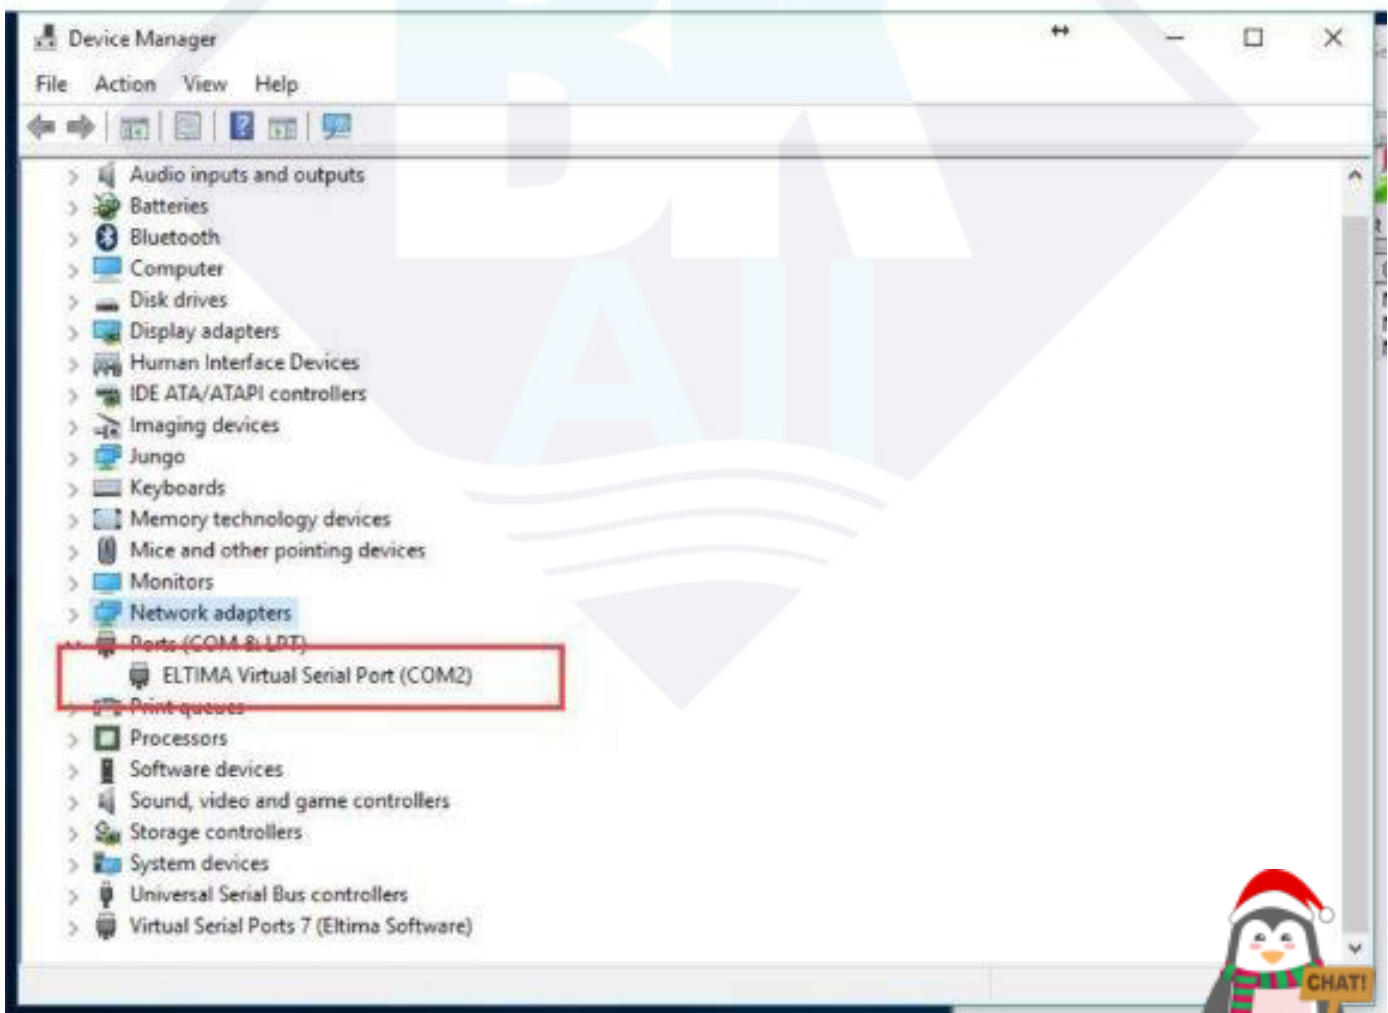 BK
Device Manager
File Action View Help
Audio inputs and outputs
Batteries
Bluetooth
Computer
Disk drives
Display adapters
Human Interface Devices
IDE ATA/ATAPI controllers
Imaging devices
Jungo
Keyboards
Memory technology devices
Mice and other pointing devices
Monitors
Network adapters
Ports (COM & LPT)
ELTIMA Virtual Serial Port (COM2)
Print queues
Processors
Software devices
Sound, video and game controllers
Storage controllers
System devices
Universal Serial Bus controllers
Virtual Serial Ports 7 (Eltima Software)
All
CHAT!